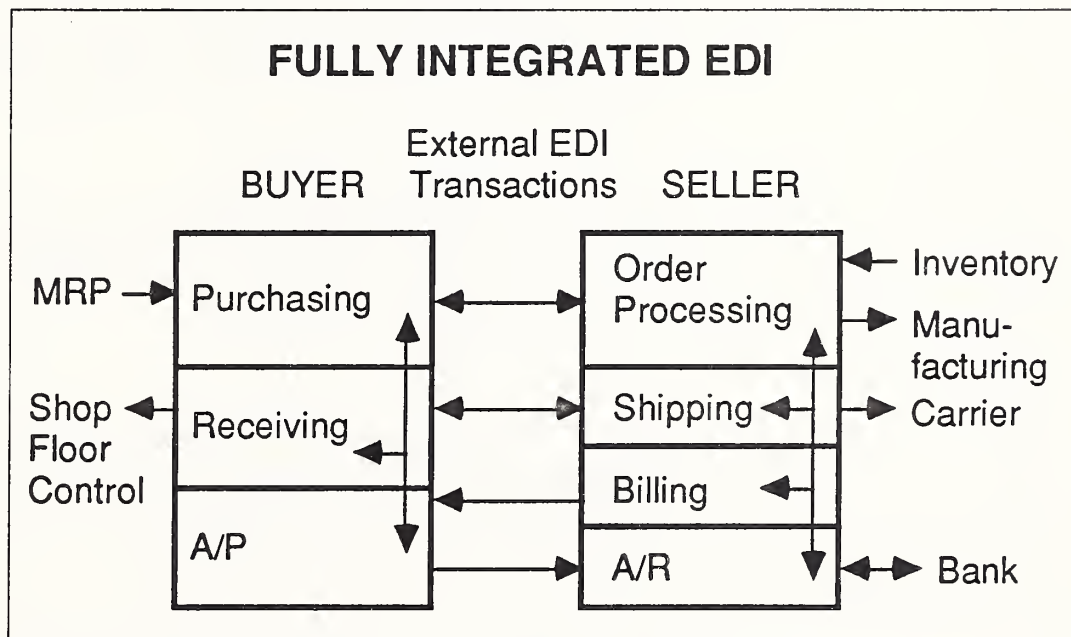 FULLY INTEGRATED EDI
External EDI
BUYER Transactions SELLER
MRP
Purchasing
Order
Processing
Inventory
Manu-
facturing
Shop
Floor
Control
Receiving
Shipping
Carrier
Billing
A/P
A/R
Bank